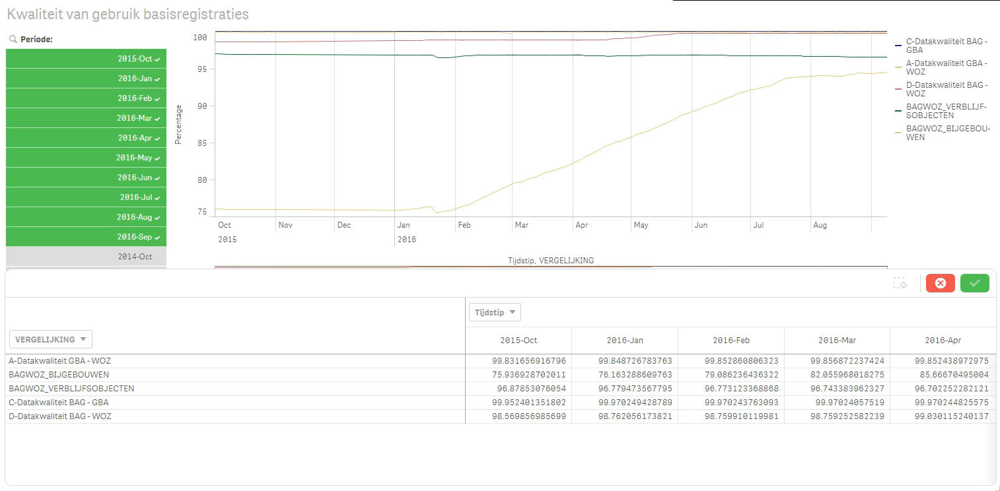 Kwaliteit van gebruik basisregistraties
Periode:
2015-Oct
2016-Jan
2016-Feb
2016-Mar
2016-Apr
2016-May
2016-Jun
2016-Jul
2016-Aug
2016-Sep
2014-Oct
Percentage
100
95
90
85
80
75
Oct Nov Dec Jan Feb Mar Apr May Jun Jul Aug
2015 2016
Tijdstip, VERGELIJKING
C-Datakwaliteit BAG -
GBA
A-Datakwaliteit GBA -
WOZ
D-Datakwaliteit BAG -
WOZ
BAGWOZ_VERBLIJF-
SOBJECTEN
BAGWOZ_BIJGEBOU-
WEN
Tijdstip
VERGELIJKING
2015-Oct 2016-Jan 2016-Feb 2016-Mar 2016-Apr
A-Datakwaliteit GBA - WOZ 99.831656916796 99.848726783763 99.852860806323 99.856872237424 99.852438972975
BAGWOZ_BIJGEBOUWEN 75.936928702011 76.163288609763 79.086236436322 82.055968018275 85.66670495004
BAGWOZ_VERBLIJFSOBJECTEN 96.87853076054 96.779473567795 96.773123368868 96.743383962327 96.702252282121
C-Datakwaliteit BAG - GBA 99.952401351802 99.970249428789 99.970243763093 99.97024057519 99.970244825575
D-Datakwaliteit BAG - WOZ 98.569856985699 98.762056173821 98.759910119981 98.759252582239 99.030115240137